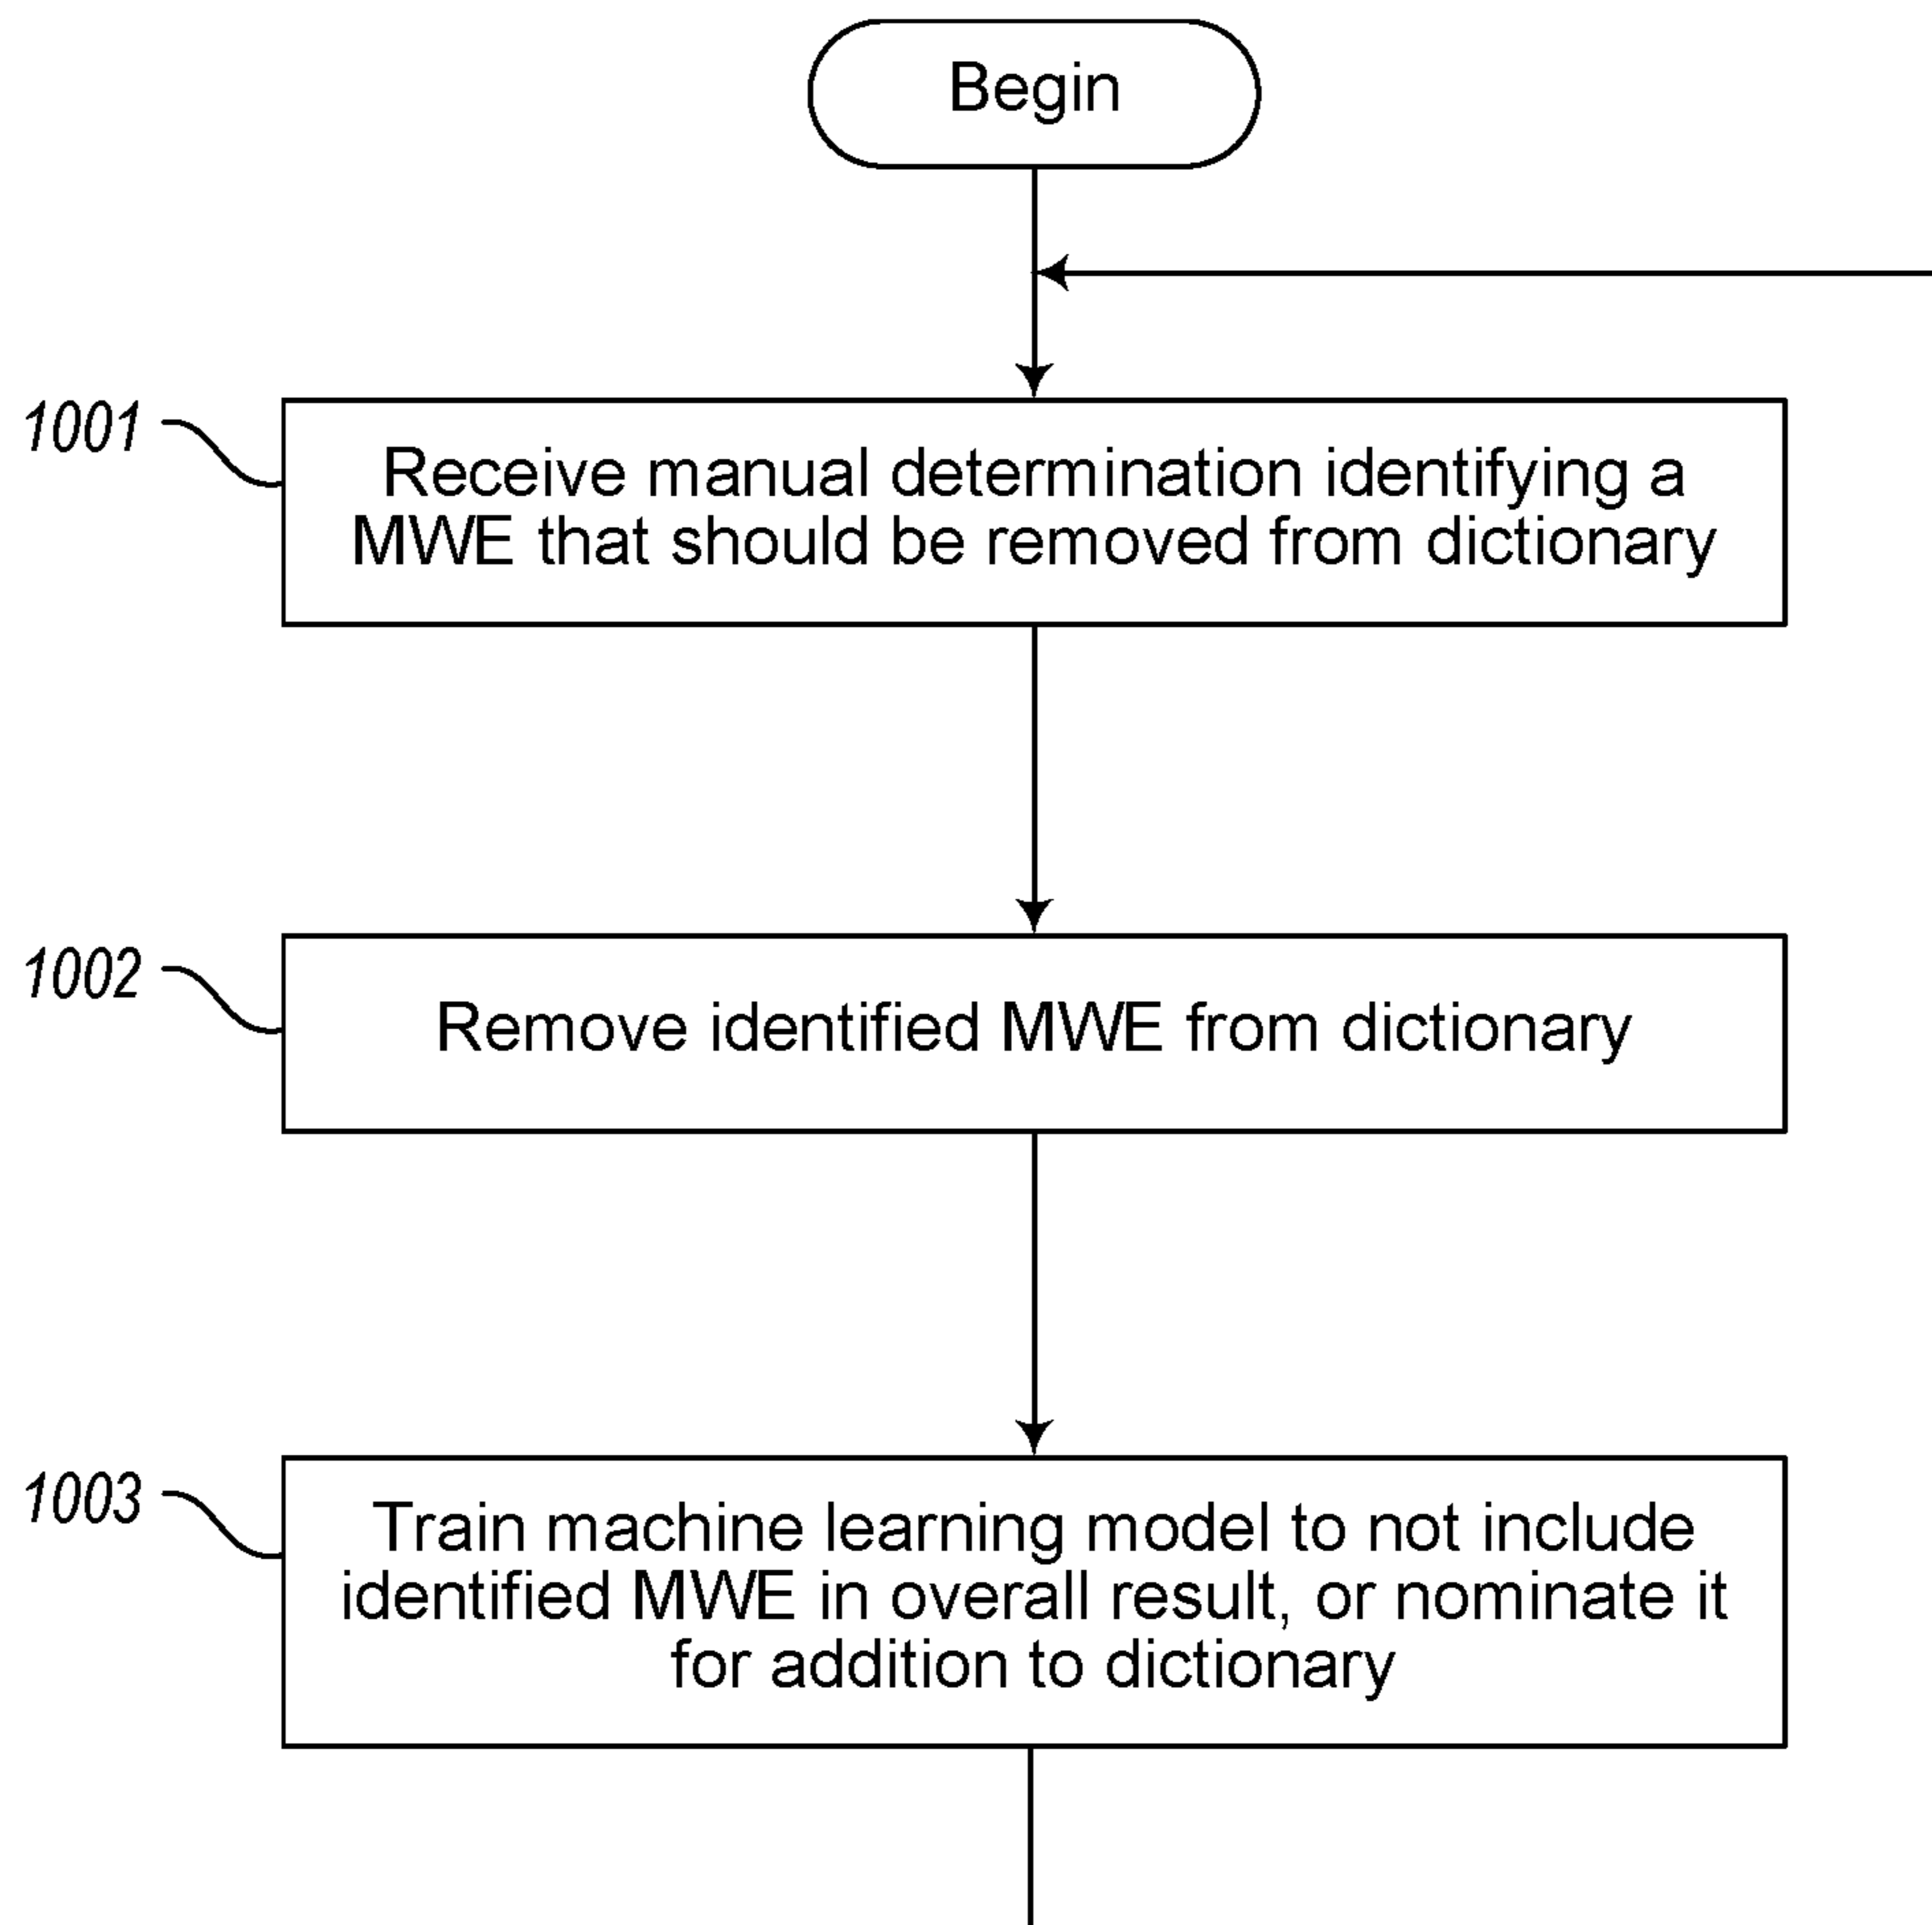 Begin
1001
Receive manual determination identifying a
MWE that should be removed from dictionary
1002
Remove identified MWE from dictionary
1003
Train machine learning model to not include
identified MWE in overall result, or nominate it
for addition to dictionary